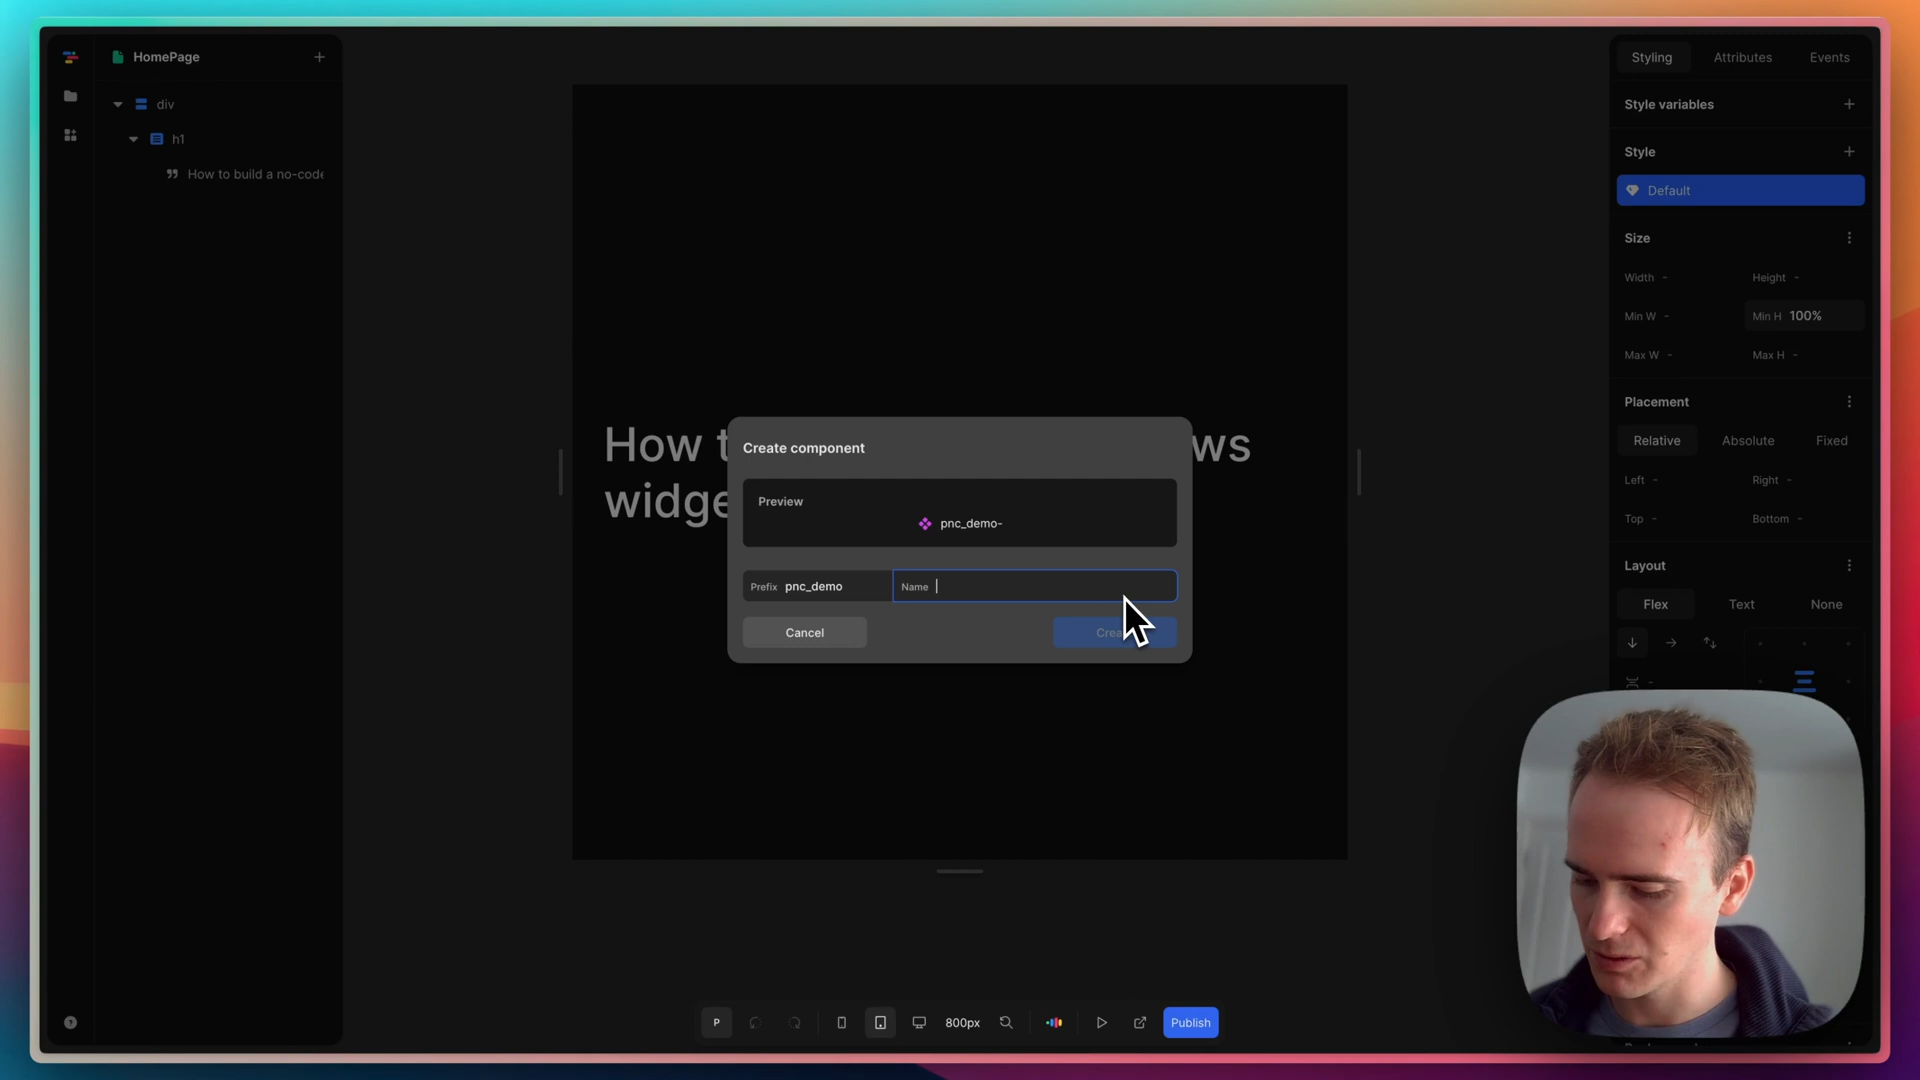 HomePage
div
h1
How to build a no-code
How t
ws
widge
Create component
Preview
pnc_demo-
Prefix pnc_demo
Name
Cancel
Crea
P
800px
Publish
Styling
Attributes
Events
Style variables
Style
Default
Size
Width -
Height -
Min W -
Min H 100%
Max W -
Max H -
Placement
Relative
Absolute
Fixed
Left -
Right -
Top -
Bottom -
Layout
Flex
Text
None